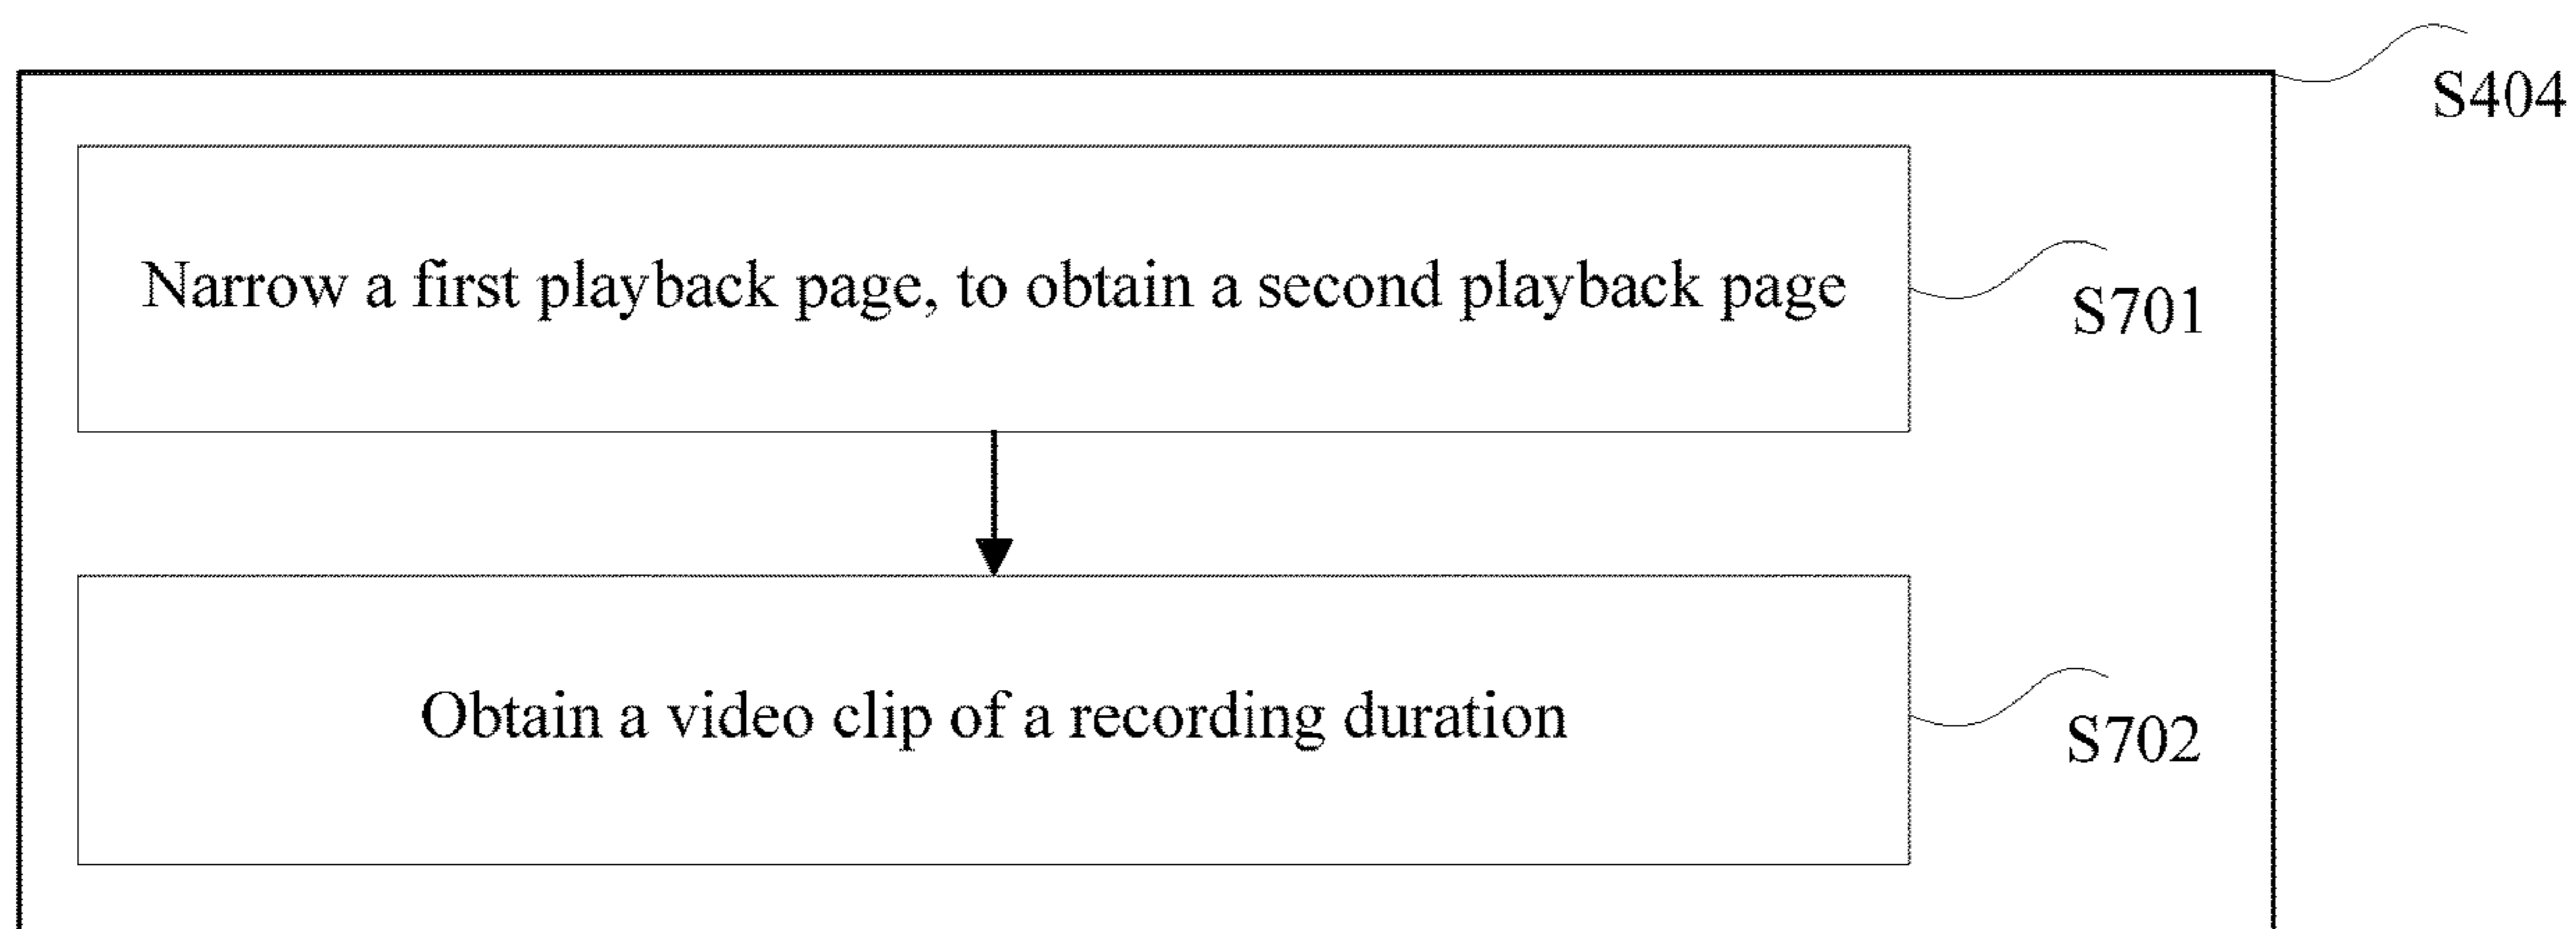 S404
Narrow a first playback page, to obtain a second playback page
S701
Obtain a video clip of a recording duration
S702